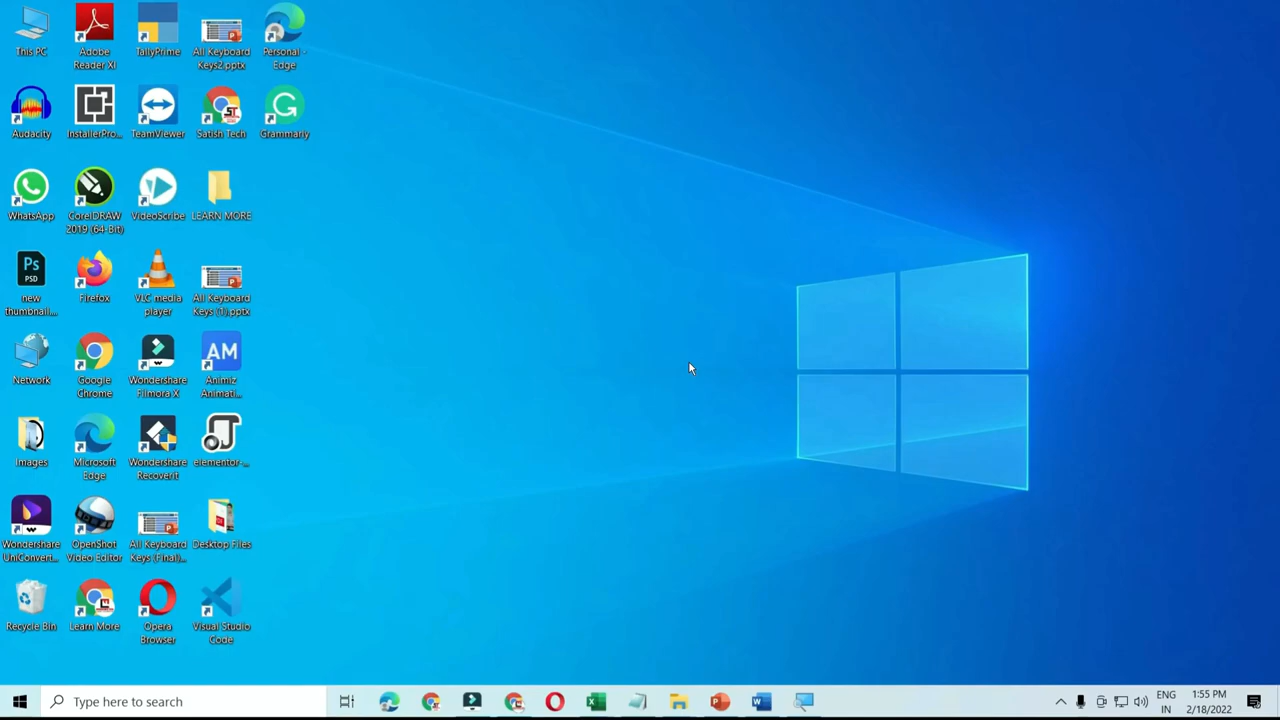 This PC
Adobe
Reader XI
TallyPrime
All Keyboard
Keys2.pptx
Personal -
Edge
Audacity
InstallerPro...
TeamViewer
Satish Tech
Grammarly
WhatsApp
CorelDRAW
2019 (64-Bit)
VideoScribe
LEARN MORE
Ps
PSD
new
thumbnail...
Firefox
VLC media
player
All Keyboard
Keys (1).pptx
Network
Google
Chrome
Wondershare
Filmora X
AM
Animiz
Animati...
Images
Microsoft
Edge
Wondershare
Recoverit
elementor-...
Wondershare
UniConvert...
OpenShot
Video Editor
All Keyboard
Keys (Final)...
Desktop Files
Recycle Bin
Learn More
Opera
Browser
Visual Studio
Code
Type here to search
ENG
IN
1:55 PM
2/18/2022